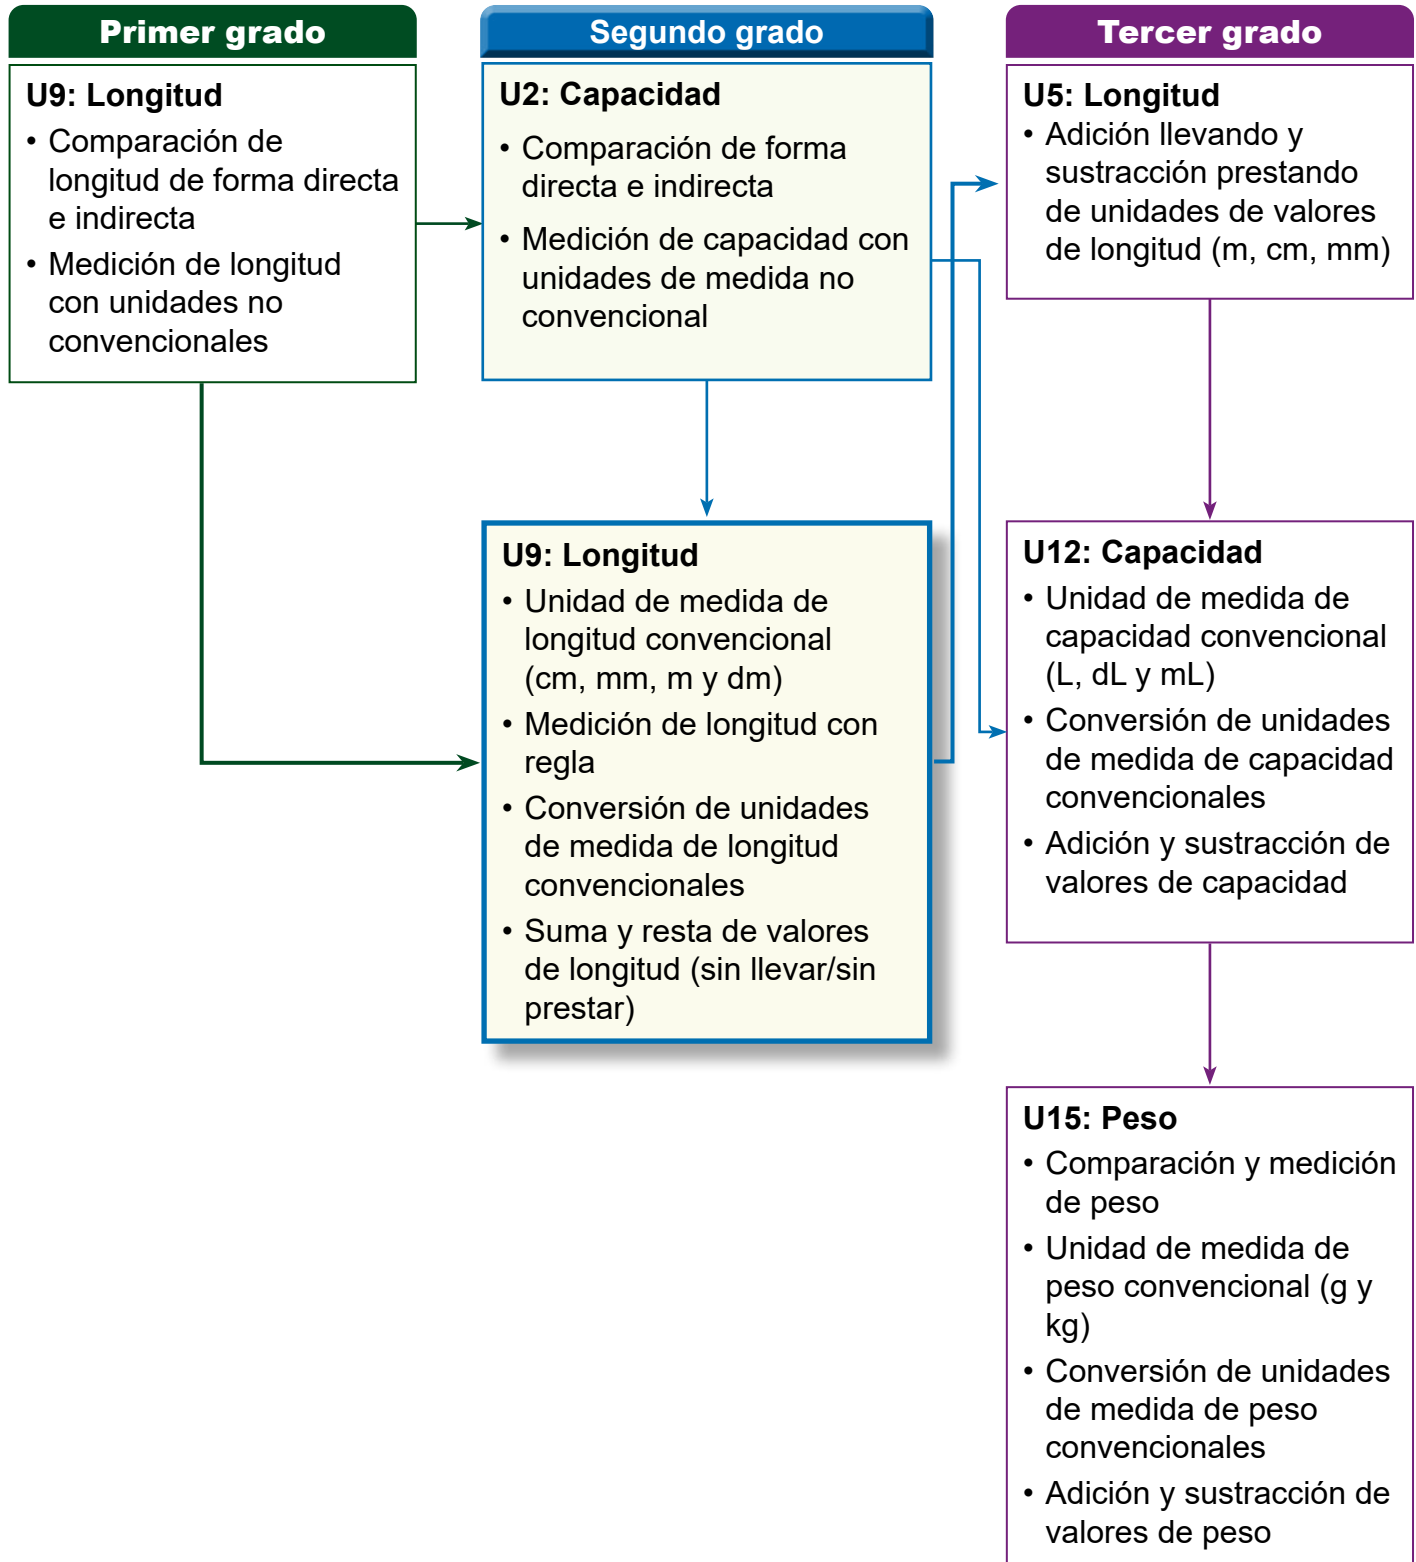 Primer grado
U9: Longitud
• Comparación de
longitud de forma directa
e indirecta
• Medición de longitud
con unidades no
convencionales
Segundo grado
U2: Capacidad
• Comparación de forma
directa e indirecta
• Medición de capacidad con
unidades de medida no
convencional
U9: Longitud
• Unidad de medida de
longitud convencional
(cm, mm, m y dm)
• Medición de longitud con
regla
• Conversión de unidades
de medida de longitud
convencionales
• Suma y resta de valores
de longitud (sin llevar/sin
prestar)
Tercer grado
U5: Longitud
• Adición llevando y
sustracción prestando
de unidades de valores
de longitud (m, cm, mm)
U12: Capacidad
• Unidad de medida de
capacidad convencional
(L, dL y mL)
• Conversión de unidades
de medida de capacidad
convencionales
• Adición y sustracción de
valores de capacidad
U15: Peso
• Comparación y medición
de peso
• Unidad de medida de
peso convencional (g y
kg)
• Conversión de unidades
de medida de peso
convencionales
• Adición y sustracción de
valores de peso